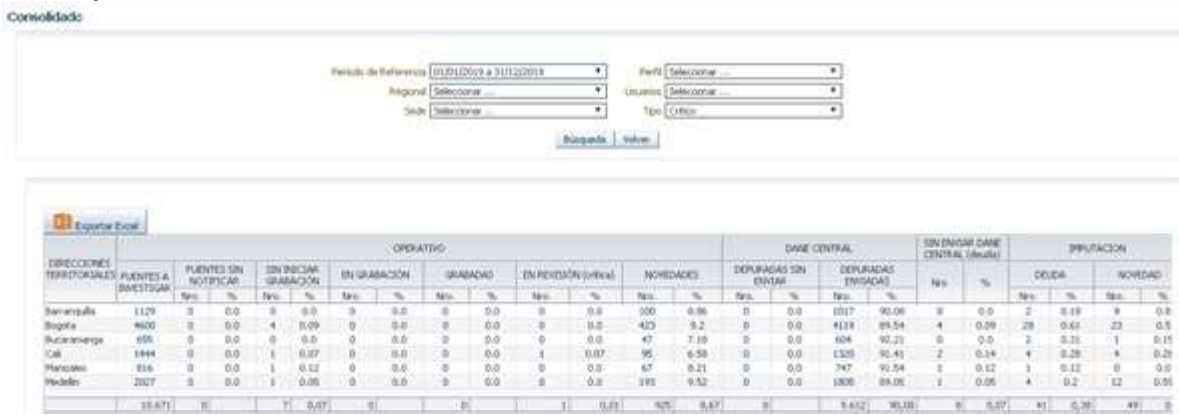 Consolidado
Período de Referencia 01/01/2019 a 31/12/2019 Perfil Seleccionar ...
Regional Seleccionar ... Usuarios Seleccionar ...
Sede Seleccionar ... Tipo Crítico
Búsqueda Volver
Exportar Excel
DIRECCIONES TERRITORIALES OPERATIVO DANE CENTRAL SIN ENVIAR DANE CENTRAL (deuda) IMPUTACION
FUENTES A INVESTIGAR FUENTES SIN NOTIFICAR SIN INICIAR GRABACIÓN EN GRABACIÓN GRABADAS EN REVISIÓN (crítica) NOVEDADES DEPURADAS SIN ENVIAR DEPURADAS ENVIADAS Nro. % DEUDA NOVEDAD
Nro. % Nro. % Nro. % Nro. % Nro. % Nro. % Nro. % Nro. % Nro. % Nro. %
Barranquilla 1129 0 0.0 0 0.0 0 0.0 0 0.0 0 0.0 100 8.86 0 0.0 1017 90.08 0 0.0 2 0.18 9 0.8
Bogota 4600 0 0.0 4 0.09 0 0.0 0 0.0 0 0.0 423 9.2 0 0.0 4119 89.54 4 0.09 28 0.61 23 0.5
Bucaramanga 655 0 0.0 0 0.0 0 0.0 0 0.0 0 0.0 47 7.18 0 0.0 604 92.21 0 0.0 2 0.31 1 0.15
Cali 1444 0 0.0 1 0.07 0 0.0 0 0.0 1 0.07 95 6.58 0 0.0 1320 91.41 2 0.14 4 0.28 4 0.28
Manizales 816 0 0.0 1 0.12 0 0.0 0 0.0 0 0.0 67 8.21 0 0.0 747 91.54 1 0.12 1 0.12 0 0.0
Medellin 2027 0 0.0 1 0.05 0 0.0 0 0.0 0 0.0 193 9.52 0 0.0 1805 89.05 1 0.05 4 0.2 12 0.59
10.671 0 7 0,07 0 0 1 0,01 925 8,67 0 9.612 90,08 8 0,07 41 0,38 49